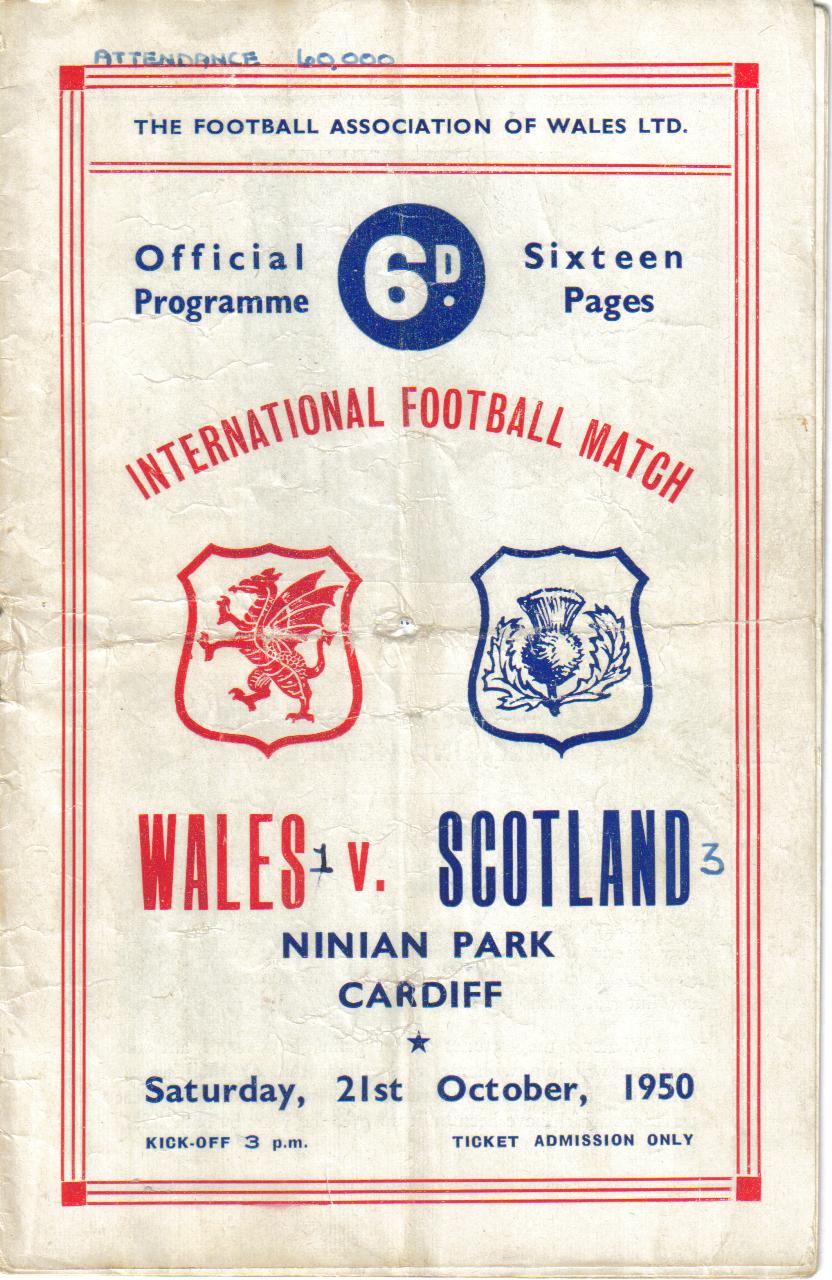 ATTENDANCE 60,000
THE FOOTBALL ASSOCIATION OF WALES LTD.
Official Programme
6D.
Sixteen Pages
INTERNATIONAL FOOTBALL MATCH
WALES 1 v. SCOTLAND 3
NINIAN PARK
CARDIFF
Saturday, 21st October, 1950
KICK-OFF 3 p.m. TICKET ADMISSION ONLY